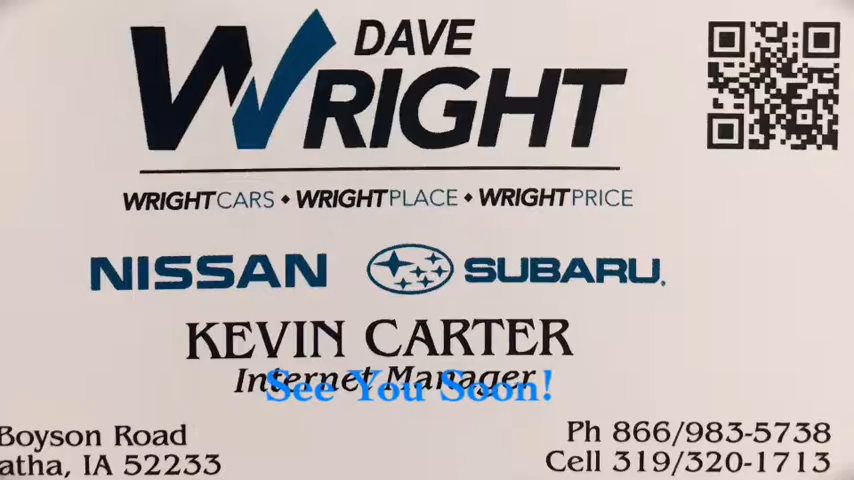 DAVE
WRIGHT
WRIGHTCARS ◆ WRIGHTPLACE ◆ WRIGHTPRICE
NISSAN SUBARU.
KEVIN CARTER
Internet Manager
See You Soon!
Boyson Road
atha, IA 52233
Ph 866/983-5738
Cell 319/320-1713